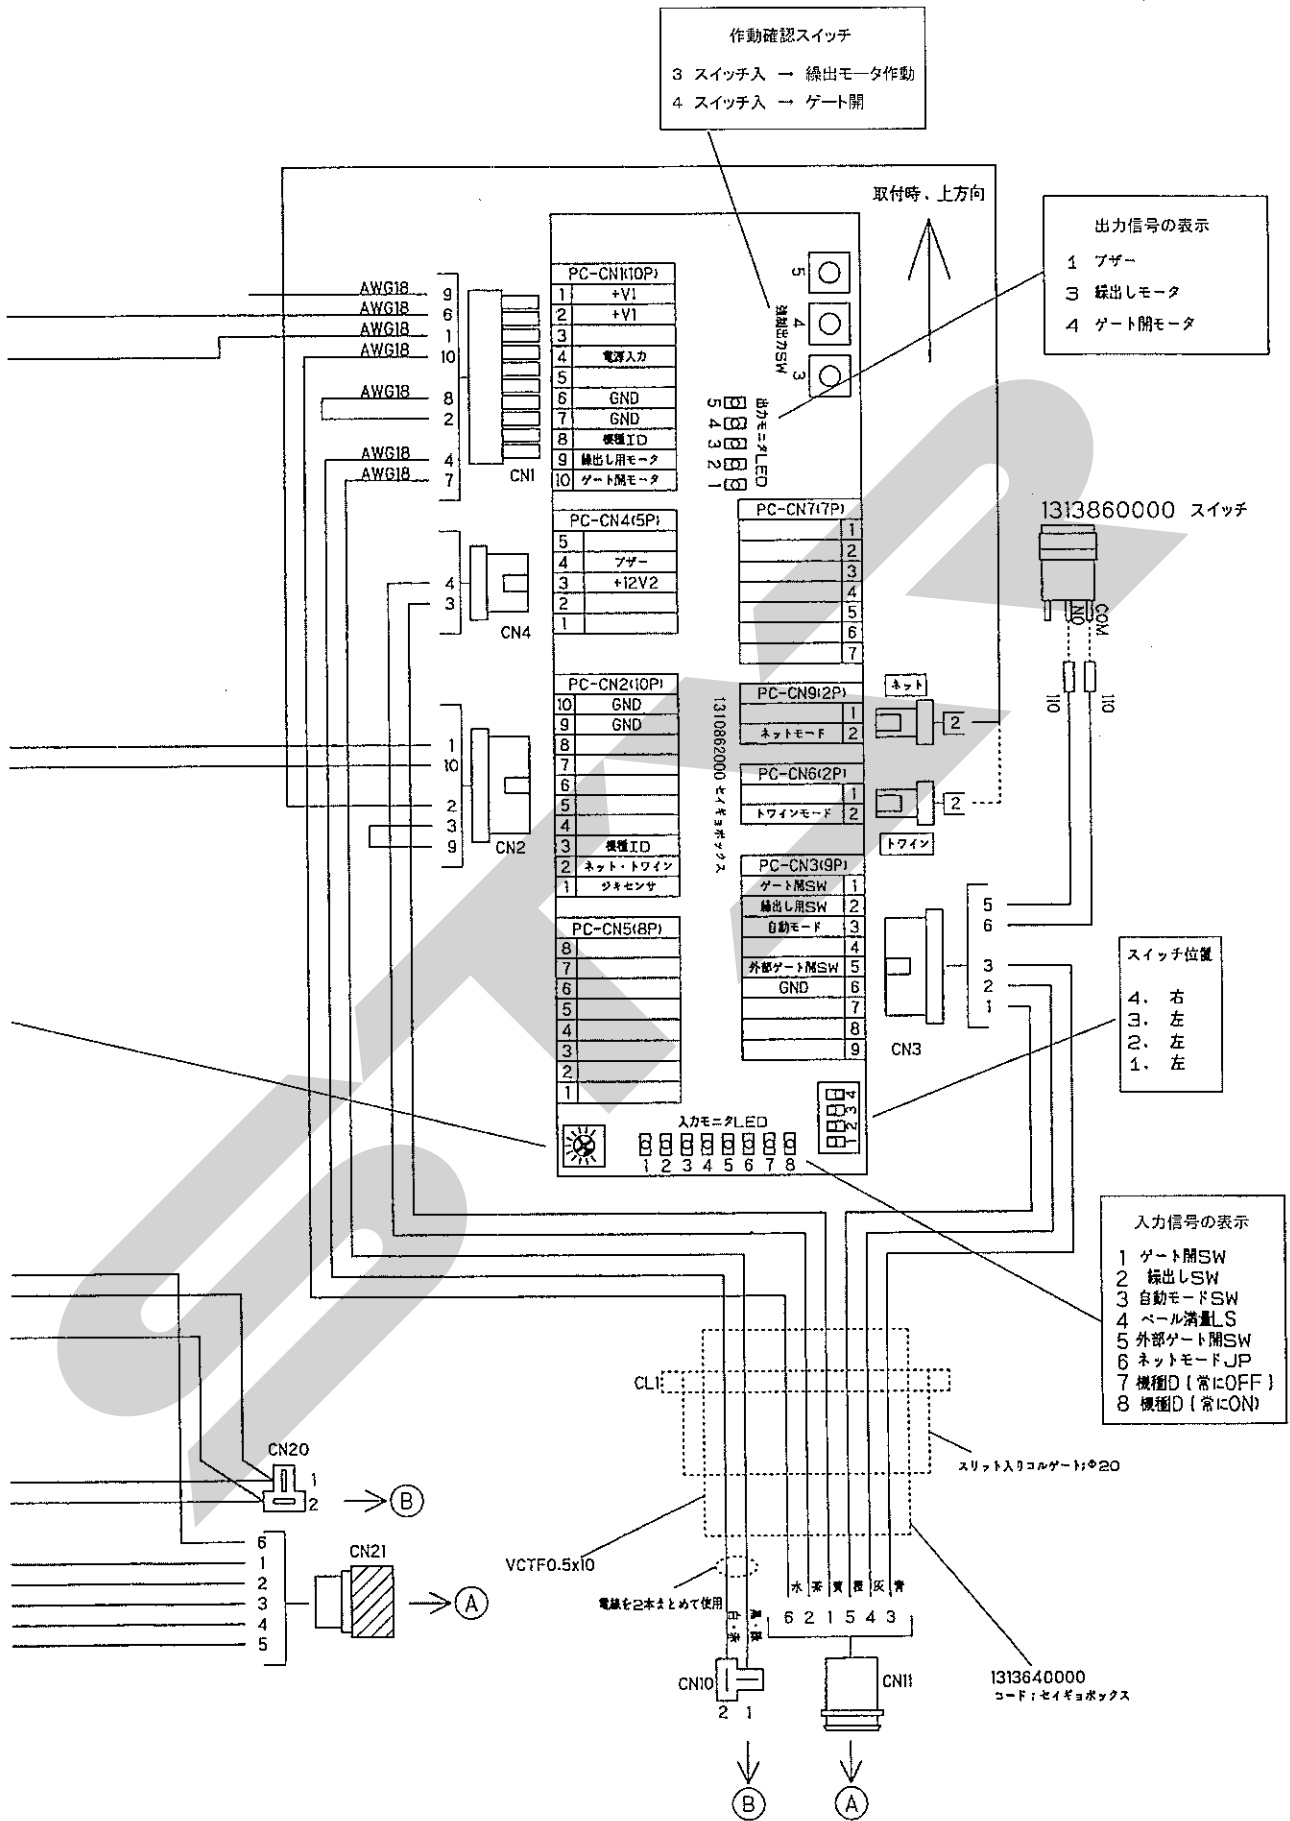 作動確認スイッチ
3 スイッチ入 → 繰出モータ作動
4 スイッチ入 → ゲート開
取付時、上方向
出力信号の表示
1 ブザー
3 繰出しモータ
4 ゲート開モータ
5
4
3
強制出力SW
出力モニタLED
5
4
3
2
1
AWG18 9
AWG18 6
AWG18 1
AWG18 10
AWG18 8
2
AWG18 4
AWG18 7
CN1
PC-CN1(10P)
1 +V1
2 +V1
3
4 電源入力
5
6 GND
7 GND
8 機種ID
9 繰出し用モータ
10 ゲート開モータ
4
3
CN4
PC-CN4(5P)
5
4 ブザー
3 +12V2
2
1
PC-CN7(7P)
1
2
3
4
5
6
7
1313860000 スイッチ
NO
COM
110
110
1
10
2
3
9
CN2
PC-CN2(10P)
10 GND
9 GND
8
7
6
5
4
3 機種ID
2 ネット・トワイン
1 ジキセンサ
1310862000 セイギョボックス
PC-CN9(2P)
1
ネットモード 2
ネット
2
PC-CN6(2P)
1
トワインモード 2
2
トワイン
PC-CN3(9P)
ゲート開SW 1
繰出し用SW 2
自動モード 3
4
外部ゲート開SW 5
GND 6
7
8
9
CN3
5
6
3
2
1
PC-CN5(8P)
8
7
6
5
4
3
2
1
スイッチ位置
4. 右
3. 左
2. 左
1. 左
4
3
2
1
入力モニタLED
1 2 3 4 5 6 7 8
入力信号の表示
1 ゲート開SW
2 繰出しSW
3 自動モードSW
4 ベール満量LS
5 外部ゲート開SW
6 ネットモードJP
7 機種D(常にOFF)
8 機種D(常にON)
CL1
スリット入りコルゲート;Φ20
CN20
1
2
B
6
1
2
3
4
5
CN21
A
VCTF0.5x10
電線を2本まとめて使用
白・赤
水 茶 黄 橙 灰 青
6 2 1 5 4 3
CN10
2 1
CN11
1313640000
コード;セイギョボックス
B
A
STAR